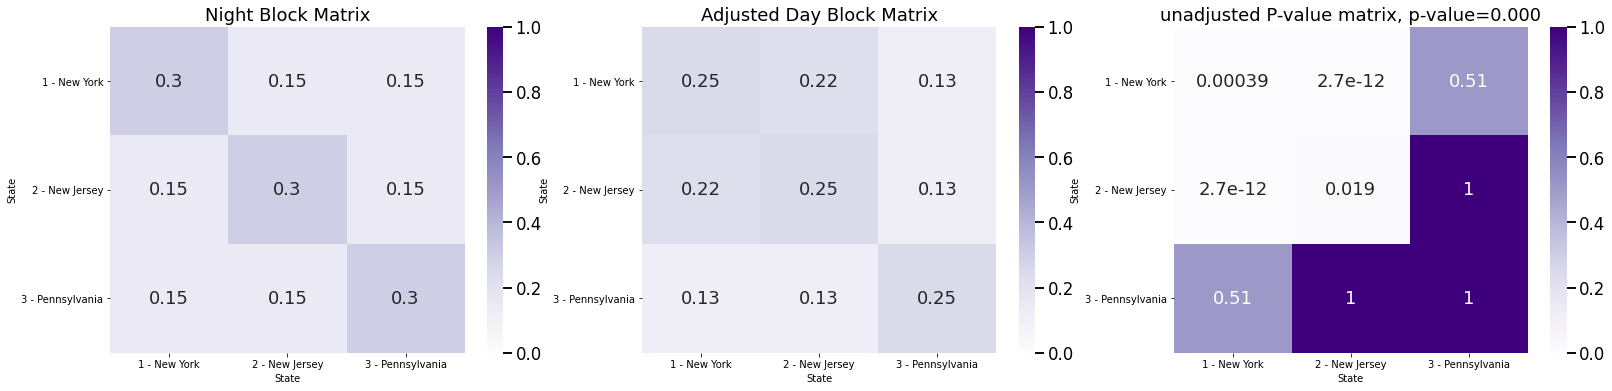 Night Block Matrix
State
1 - New York
2 - New Jersey
3 - Pennsylvania
0.3 0.15 0.15
0.15 0.3 0.15
0.15 0.15 0.3
1 - New York 2 - New Jersey 3 - Pennsylvania
State
1.0
0.8
0.6
0.4
0.2
0.0
Adjusted Day Block Matrix
State
1 - New York
2 - New Jersey
3 - Pennsylvania
0.25 0.22 0.13
0.22 0.25 0.13
0.13 0.13 0.25
1 - New York 2 - New Jersey 3 - Pennsylvania
State
1.0
0.8
0.6
0.4
0.2
0.0
unadjusted P-value matrix, p-value=0.000
State
1 - New York
2 - New Jersey
3 - Pennsylvania
0.00039 2.7e-12 0.51
2.7e-12 0.019 1
0.51 1 1
1 - New York 2 - New Jersey 3 - Pennsylvania
State
1.0
0.8
0.6
0.4
0.2
0.0